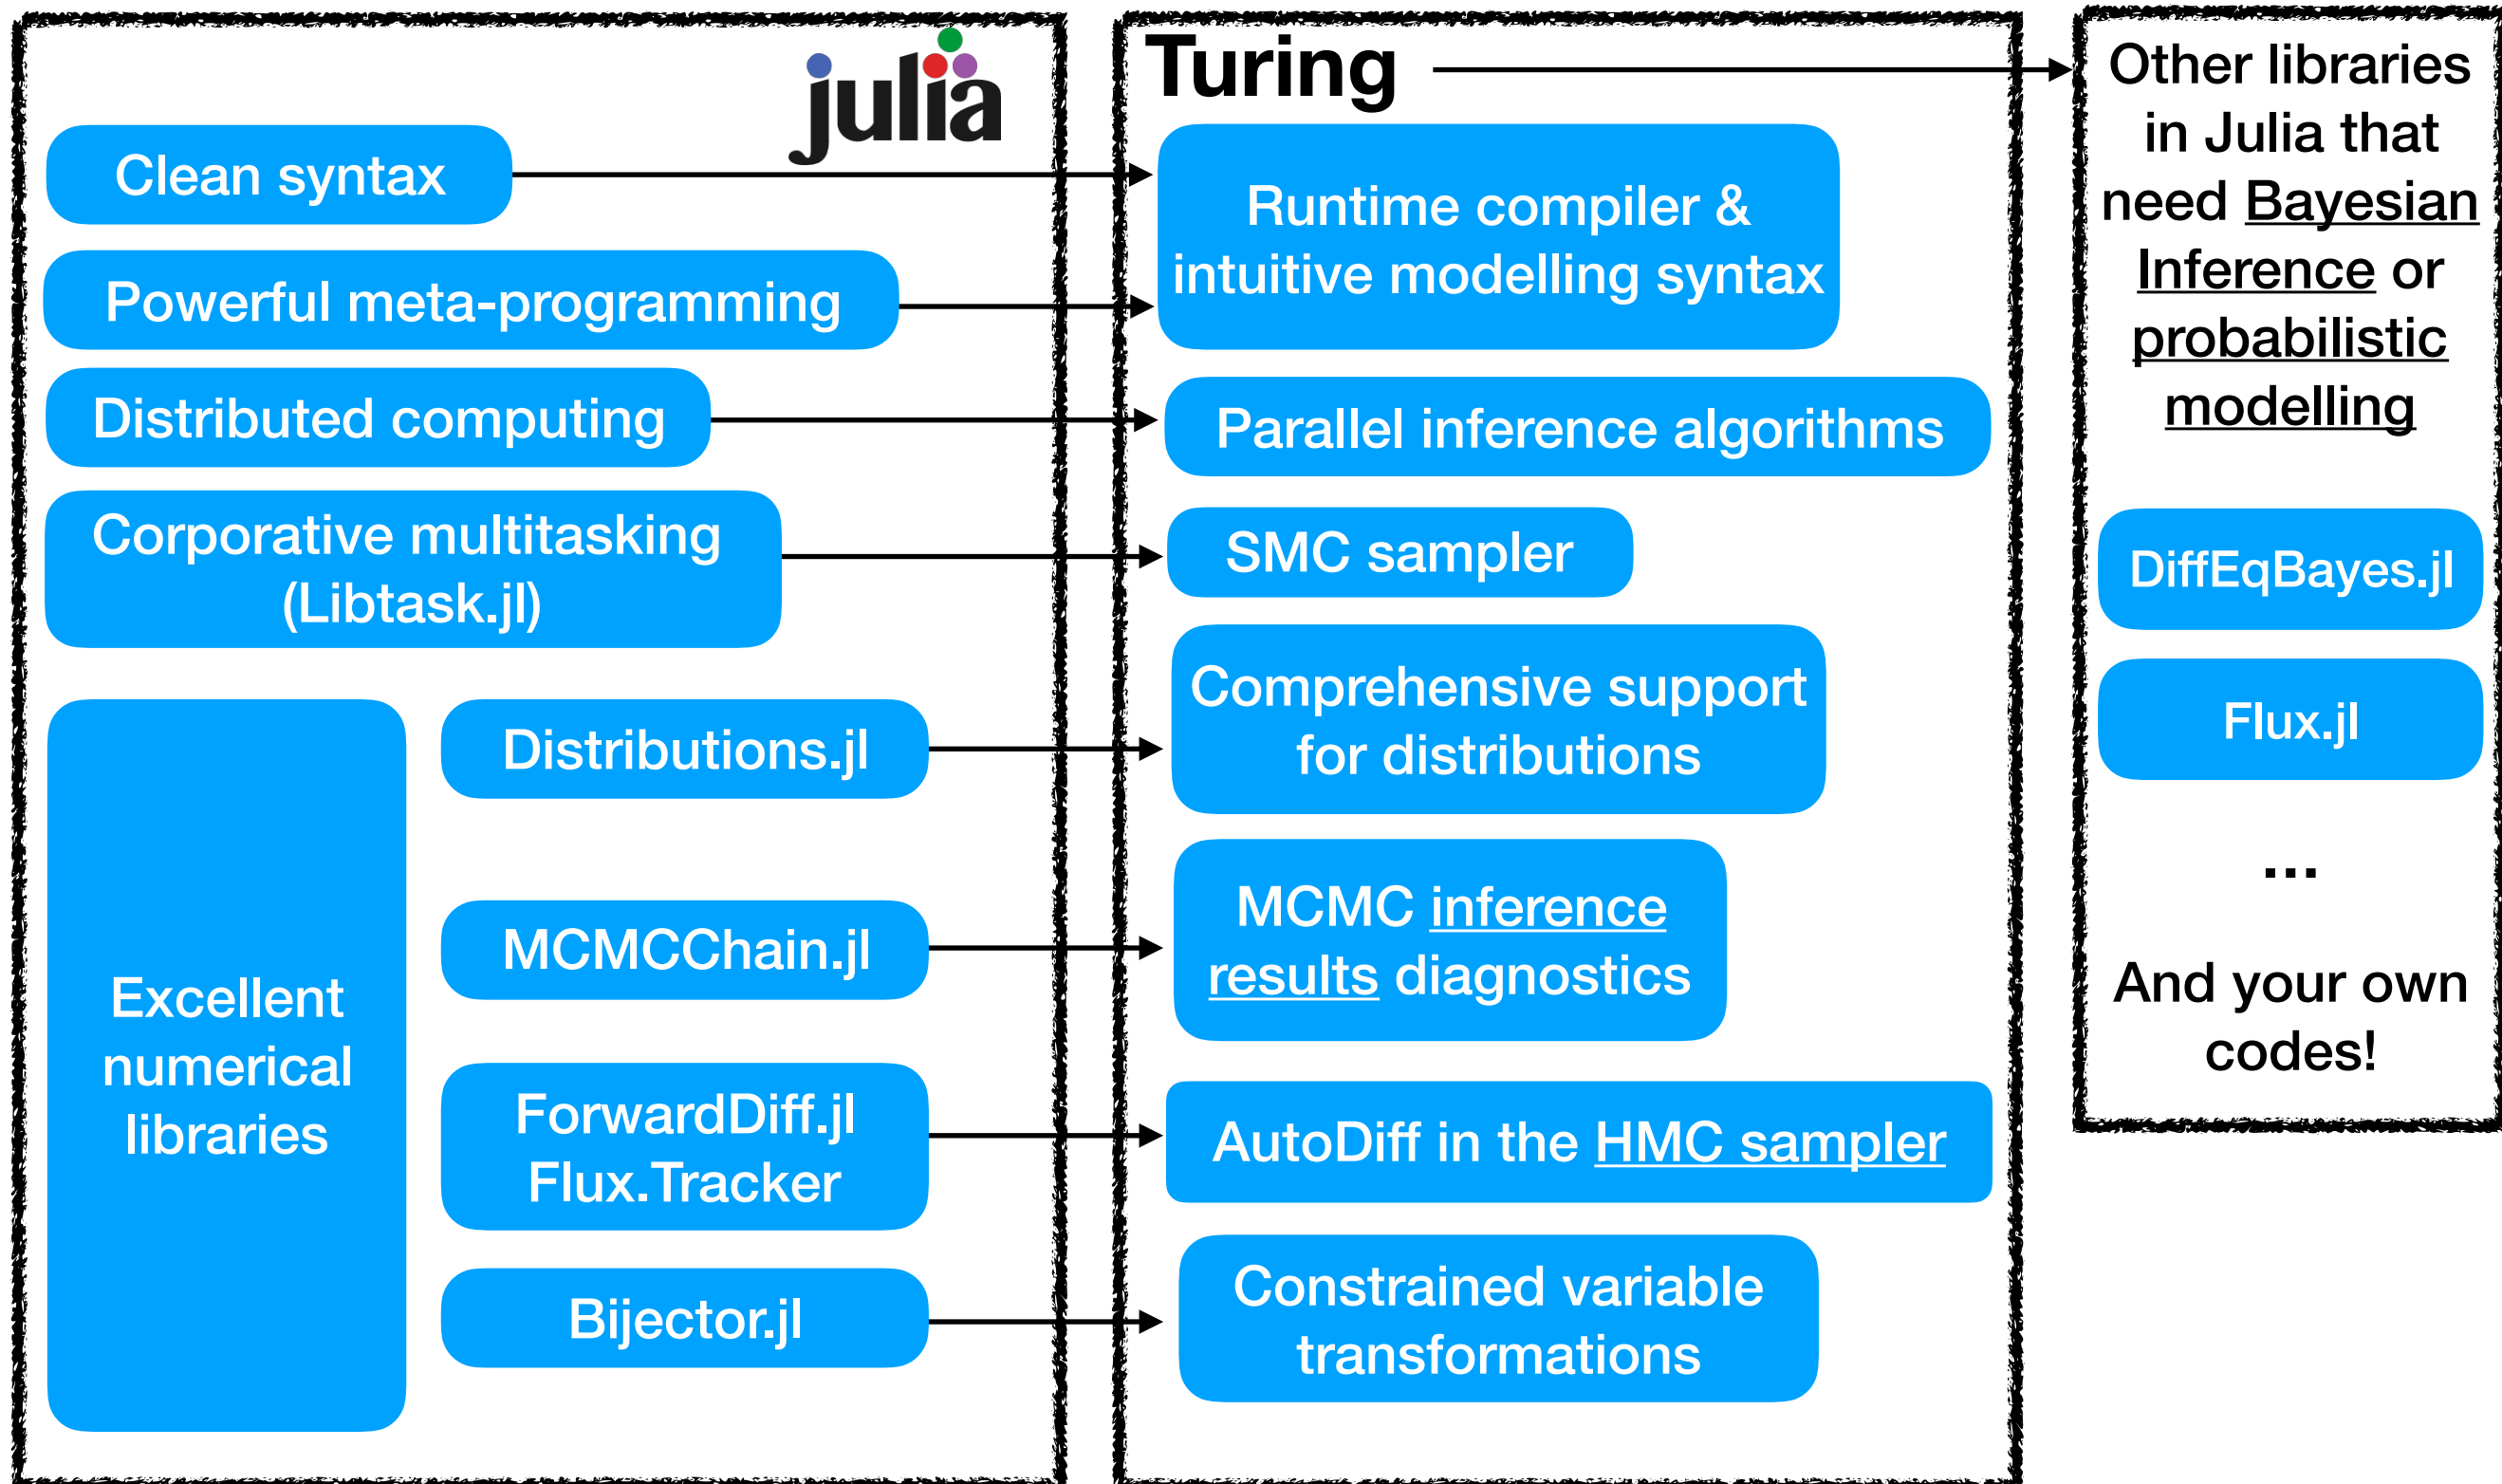 julia
Clean syntax
Powerful meta-programming
Distributed computing
Corporative multitasking
(Libtask.jl)
Excellent
numerical
libraries
Distributions.jl
MCMCChain.jl
ForwardDiff.jl
Flux.Tracker
Bijector.jl
Turing
Runtime compiler &
intuitive modelling syntax
Parallel inference algorithms
SMC sampler
Comprehensive support
for distributions
MCMC inference
results diagnostics
AutoDiff in the HMC sampler
Constrained variable
transformations
Other libraries
in Julia that
need Bayesian
Inference or
probabilistic
modelling
DiffEqBayes.jl
Flux.jl
...
And your own
codes!